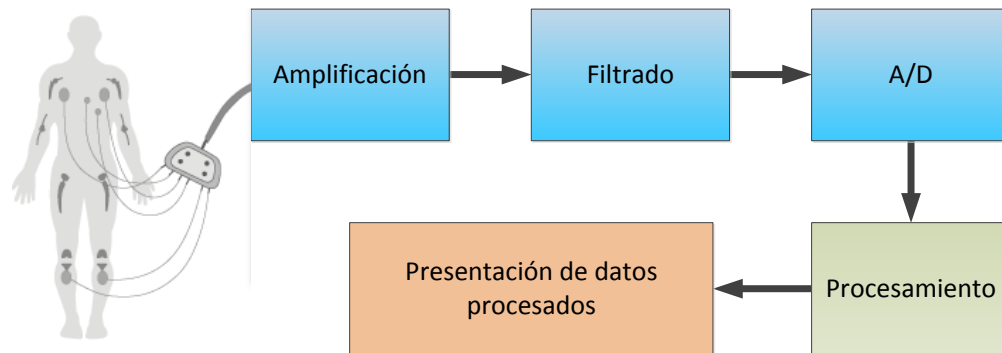 Amplificación
Filtrado
A/D
Procesamiento
Presentación de datos
procesados